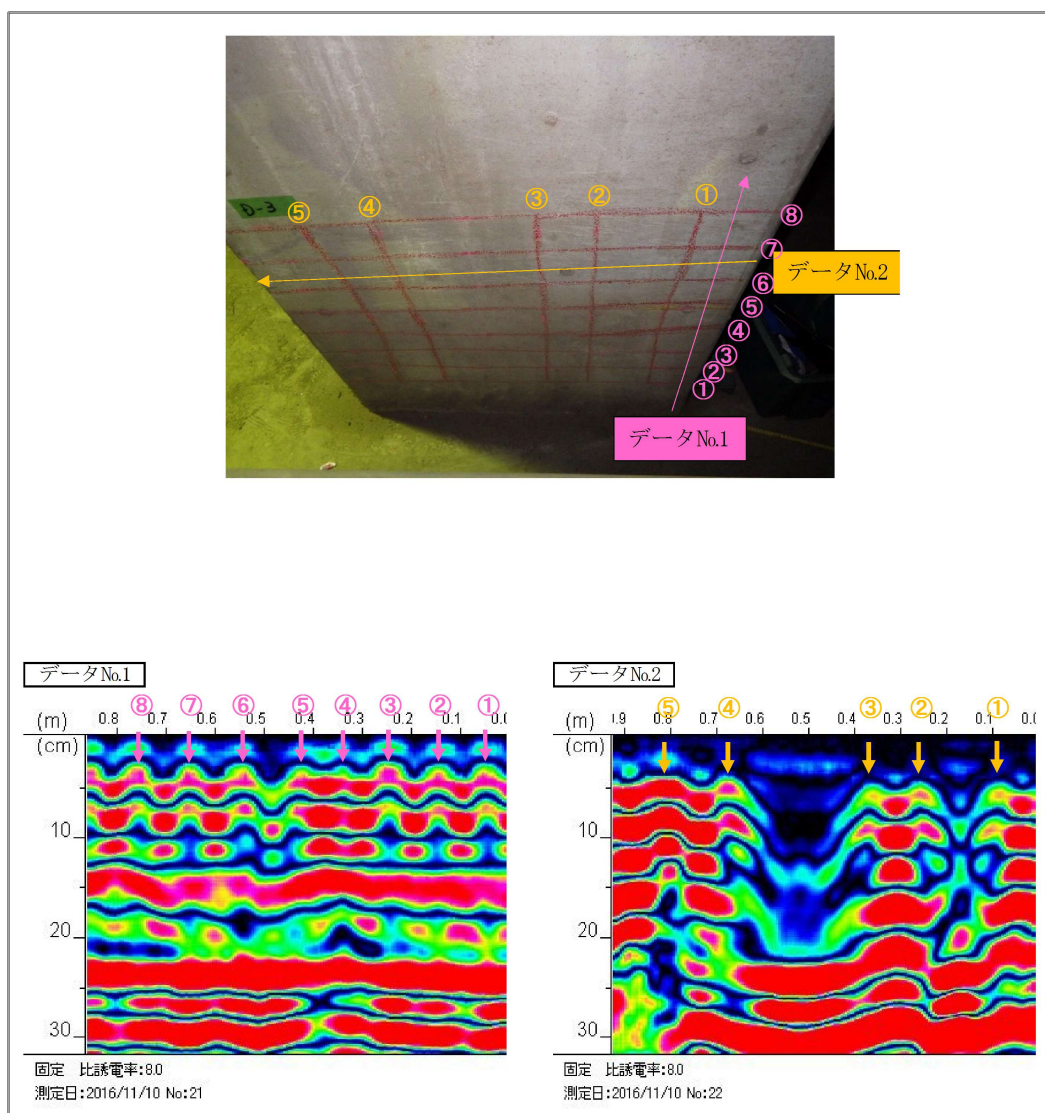 D-3
⑤ ④ ③ ② ①
⑧
⑦
データ№2
⑥
⑤
④
③
②
①
データ№1
データ№1
⑧ ⑦ ⑥ ⑤ ④ ③ ② ①
(m) 0.8 0.7 0.6 0.5 0.4 0.3 0.2 0.1 0.0
(cm)
10
20
30
固定 比誘電率:8.0
測定日:2016/11/10 No:21
データ№2
⑤ ④ ③ ② ①
(m) 1.9 0.8 0.7 0.6 0.5 0.4 0.3 0.2 0.1 0.0
(cm)
10
20
30
固定 比誘電率:8.0
測定日:2016/11/10 No:22